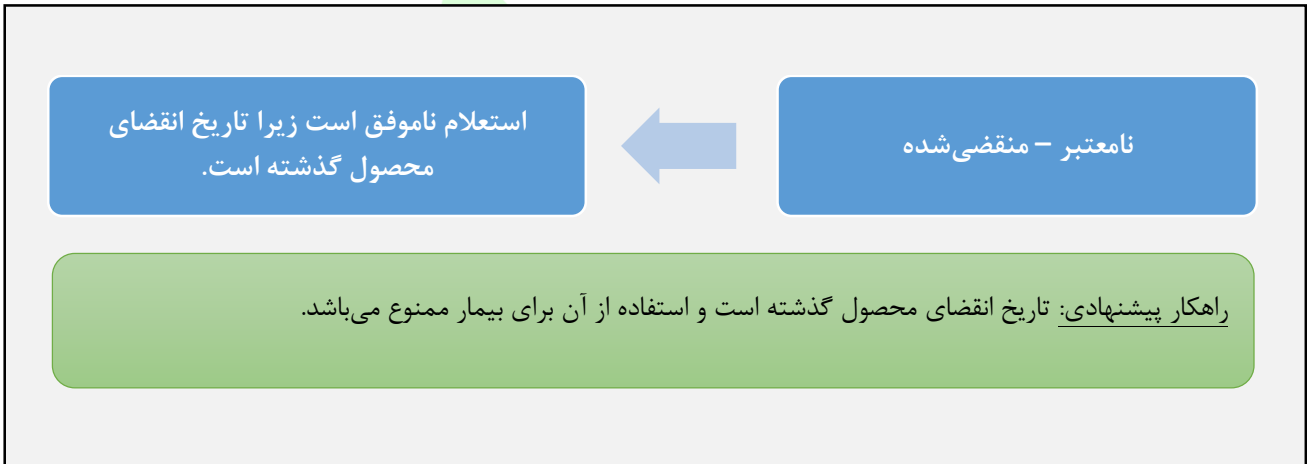 نامعتبر – منقضی‌شده
استعلام ناموفق است زیرا تاریخ انقضای
محصول گذشته است.
راهکار پیشنهادی: تاریخ انقضای محصول گذشته است و استفاده از آن برای بیمار ممنوع می‌باشد.